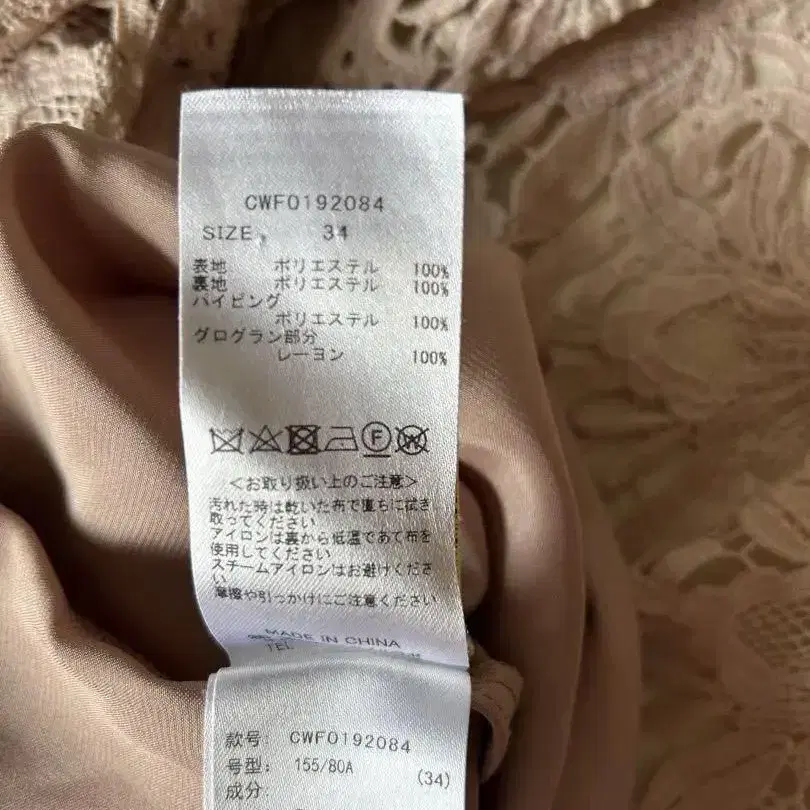 CWF0192084
SIZE, 34
表地 ポリエステル 100%
裏地 ポリエステル 100%
パイピング
ポリエステル 100%
グログラン部分
レーヨン 100%
F W
<お取り扱い上のご注意>
汚れた時は乾いた布で直ちに拭き
取ってください
アイロンは裏から低温であて布を
使用してください
スチームアイロンはお避けくださ
い
摩擦や引っかけにご注意ください
MADE IN CHINA
TEL
款号: CWF0192084
号型: 155/80A (34)
成分: